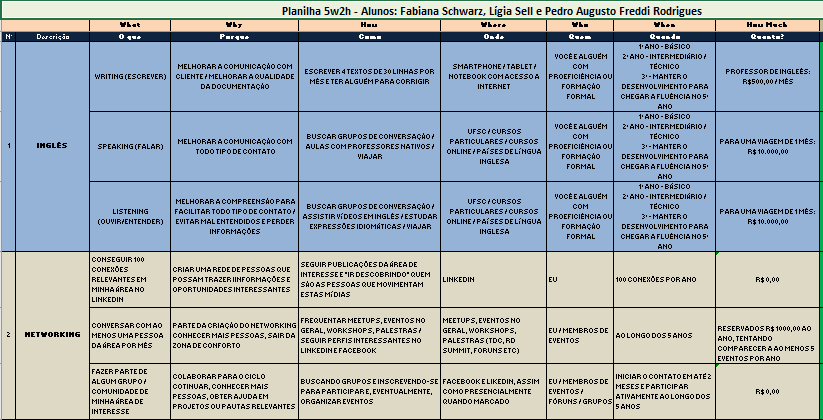 Planilha 5w2h - Alunos: Fabiana Schwarz, Lígia Sell e Pedro Augusto Freddi Rodrigues
What Why How Where Who When How Much
Nº Descrição O que Porque Como Onde Quem Quando Quanto?
1 INGLÊS
WRITING (ESCREVER)
MELHORAR A COMUNICAÇÃO COM
CLIENTE / MELHORAR A QUALIDADE
DA DOCUMENTAÇÃO
ESCREVER 4 TEXTOS DE 30 LINHAS POR
MÊS E TER ALGUÉM PARA CORRIGIR
SMARTPHONE / TABLET /
NOTEBOOK COM ACESSO A
INTERNET
VOCÊ E ALGUÉM
COM
PROFICIÊNCIA OU
FORMAÇÃO
FORMAL
1º ANO - BÁSICO
2º ANO - INTERMEDIÁRIO /
TÉCNICO
3º - MANTER O
DESENVOLVIMENTO PARA
CHEGAR A FLUÊNCIA NO 5º
ANO
PROFESSOR DE INGLÊS:
R$500,00 / MÊS
SPEAKING (FALAR)
MELHORAR A COMUNICAÇÃO COM
TODO TIPO DE CONTATO
BUSCAR GRUPOS DE CONVERSAÇÃO /
AULAS COM PROFESSORES NATIVOS /
VIAJAR
UFSC / CURSOS
PARTICULARES / CURSOS
ONLINE / PAÍSES DE LÍNGUA
INGLESA
VOCÊ E ALGUÉM
COM
PROFICIÊNCIA OU
FORMAÇÃO
FORMAL
1º ANO - BÁSICO
2º ANO - INTERMEDIÁRIO /
TÉCNICO
3º - MANTER O
DESENVOLVIMENTO PARA
CHEGAR A FLUÊNCIA NO 5º
ANO
PARA UMA VIAGEM DE 1 MÊS:
R$ 10.000,00
LISTENING
(OUVIR/ENTENDER)
MELHORAR A COMPREENSÃO PARA
FACILITAR TODO TIPO DE CONTATO /
EVITAR MAL ENTENDIDOS E PERDER
INFORMAÇÕES
BUSCAR GRUPOS DE CONVERSAÇÃO /
ASSISTIR VÍDEOS EM INGLÊS / ESTUDAR
EXPRESSÕES IDIOMÁTICAS / VIAJAR
UFSC / CURSOS
PARTICULARES / CURSOS
ONLINE / PAÍSES DE LÍNGUA
INGLESA
VOCÊ E ALGUÉM
COM
PROFICIÊNCIA OU
FORMAÇÃO
FORMAL
1º ANO - BÁSICO
2º ANO - INTERMEDIÁRIO /
TÉCNICO
3º - MANTER O
DESENVOLVIMENTO PARA
CHEGAR A FLUÊNCIA NO 5º
ANO
PARA UMA VIAGEM DE 1 MÊS:
R$ 10.000,00
2 NETWORKING
CONSEGUIR 100
CONEXÕES
RELEVANTES EM
MINHA ÁREA NO
LINKEDIN
CRIAR UMA REDE DE PESSOAS QUE
POSSAM TRAZER INFORMAÇÕES E
OPORTUNIDADES INTERESSANTES
SEGUIR PUBLICAÇÕES DA ÁREA DE
INTERESSE E "IR DESCOBRINDO" QUEM
SÃO AS PESSOAS QUE MOVIMENTAM
ESTAS MÍDIAS
LINKEDIN
EU
100 CONEXÕES POR ANO
R$ 0,00
CONVERSAR COM AO
MENOS UMA PESSOA
DA ÁREA POR MÊS
PARTE DA CRIAÇÃO DO NETWORKING
CONHECER MAIS PESSOAS, SAIR DA
ZONA DE CONFORTO
FREQUENTAR MEETUPS, EVENTOS NO
GERAL, WORKSHOPS, PALESTRAS /
SEGUIR PERFIS INTERESSANTES NO
LINKEDIN E FACEBOOK
MEETUPS, EVENTOS NO
GERAL, WORKSHOPS,
PALESTRAS (TDC, RD
SUMMIT, FORUNS ETC)
EU / MEMBROS DE
EVENTOS
AO LONGO DOS 5 ANOS
RESERVADOS R$ 1000,00 AO
ANO, TENTANDO
COMPARECER A AO MENOS 5
EVENTOS POR ANO
FAZER PARTE DE
ALGUM GRUPO /
COMUNIDADE DE
MINHA ÁREA DE
INTERESSE
COLABORAR PARA O CICLO
COTINUAR, CONHECER MAIS
PESSOAS, OBTER AJUDA EM
PROJETOS OU PAUTAS RELEVANTES
BUSCANDO GRUPOS E INSCREVENDO-SE
PARA PARTICIPAR E, EVENTUALMENTE,
ORGANIZAR EVENTOS
FACEBOOK E LIKEDIN, ASSIM
COMO PRESENCIALMENTE
QUANDO MARCADO
EU / MEMBROS DE
FÓRUNS / GRUPOS
INICIAR O CONTATO EM ATÉ 2
MESES E PARTICIPAR
ATIVAMENTE AO LONGO DOS
5 ANOS
R$ 0,00